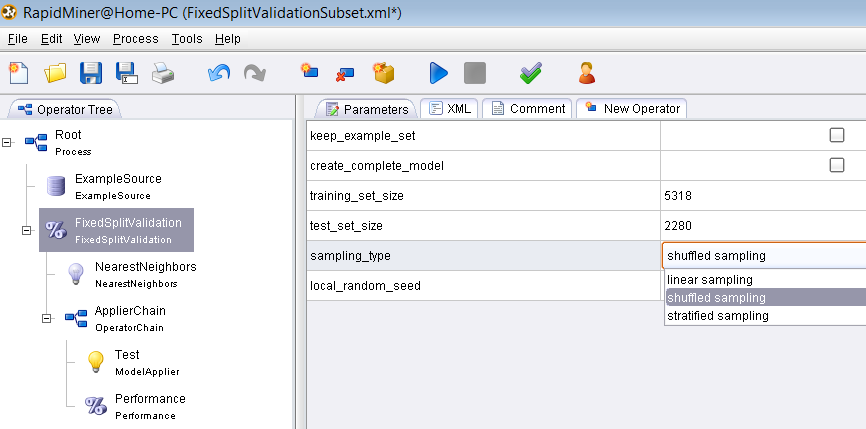 RapidMiner@Home-PC (FixedSplitValidationSubset.xml*)
File Edit View Process Tools Help
Operator Tree
Root
Process
ExampleSource
ExampleSource
FixedSplitValidation
FixedSplitValidation
NearestNeighbors
NearestNeighbors
ApplierChain
OperatorChain
Test
ModelApplier
Performance
Performance
Parameters XML Comment New Operator
keep_example_set
create_complete_model
training_set_size 5318
test_set_size 2280
sampling_type shuffled sampling
local_random_seed
linear sampling
shuffled sampling
stratified sampling